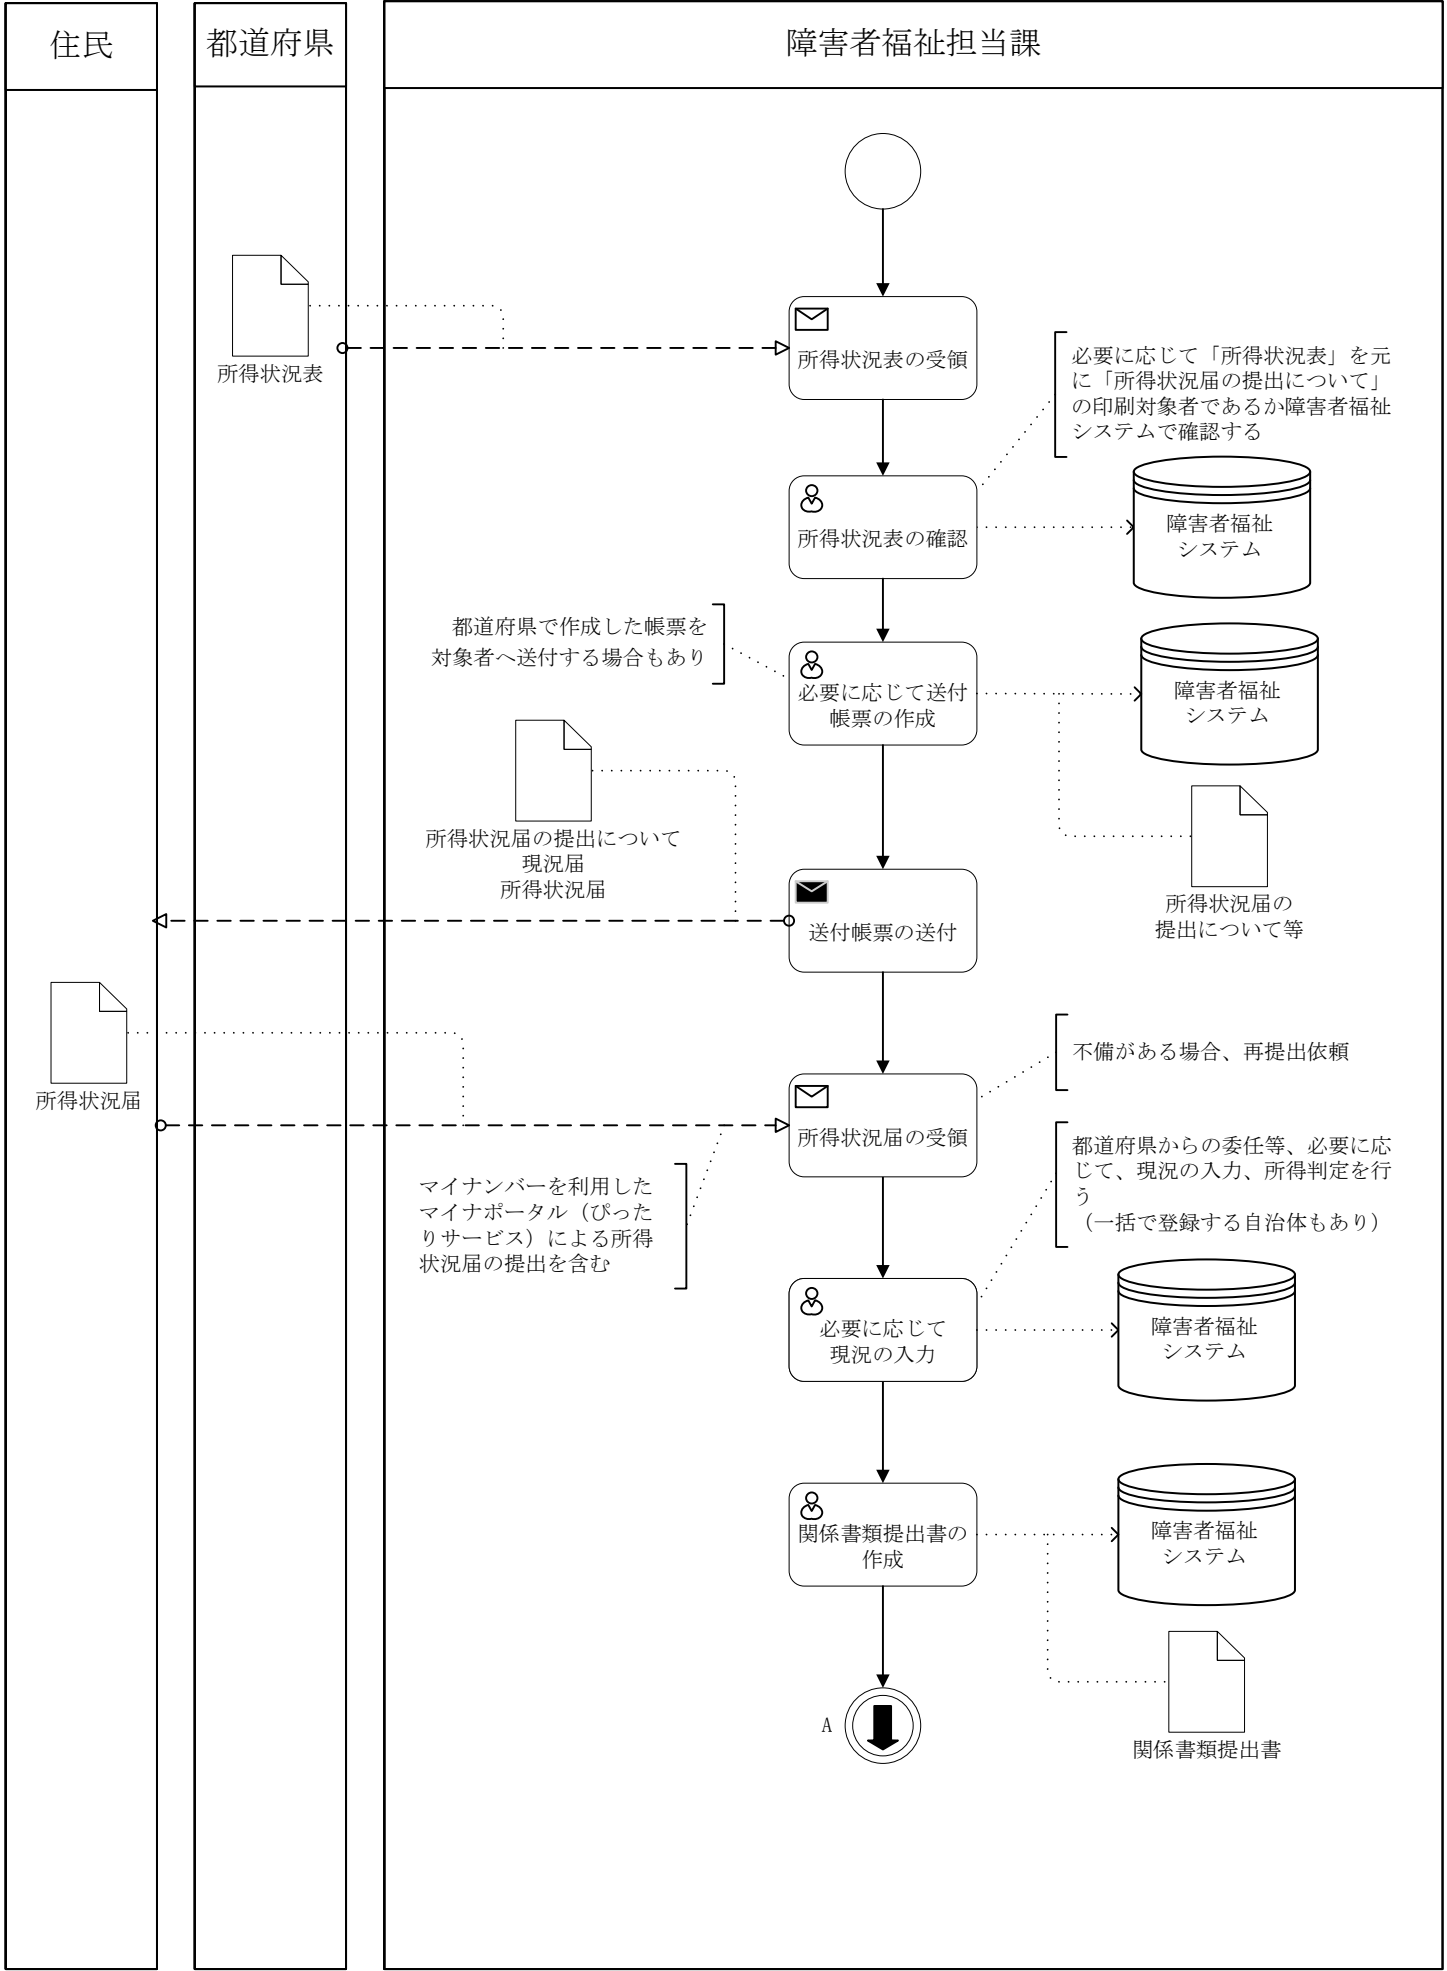 住民
都道府県
障害者福祉担当課
所得状況表
所得状況表の受領
必要に応じて「所得状況表」を元
に「所得状況届の提出について」
の印刷対象者であるか障害者福祉
システムで確認する
所得状況表の確認
障害者福祉
システム
都道府県で作成した帳票を
対象者へ送付する場合もあり
必要に応じて送付
帳票の作成
障害者福祉
システム
所得状況届の提出について
現況届
所得状況届
所得状況届の
提出について等
送付帳票の送付
所得状況届
不備がある場合、再提出依頼
所得状況届の受領
マイナンバーを利用した
マイナポータル（ぴった
りサービス）による所得
状況届の提出を含む
都道府県からの委任等、必要に応
じて、現況の入力、所得判定を行
う
（一括で登録する自治体もあり）
必要に応じて
現況の入力
障害者福祉
システム
関係書類提出書の
作成
障害者福祉
システム
関係書類提出書
A